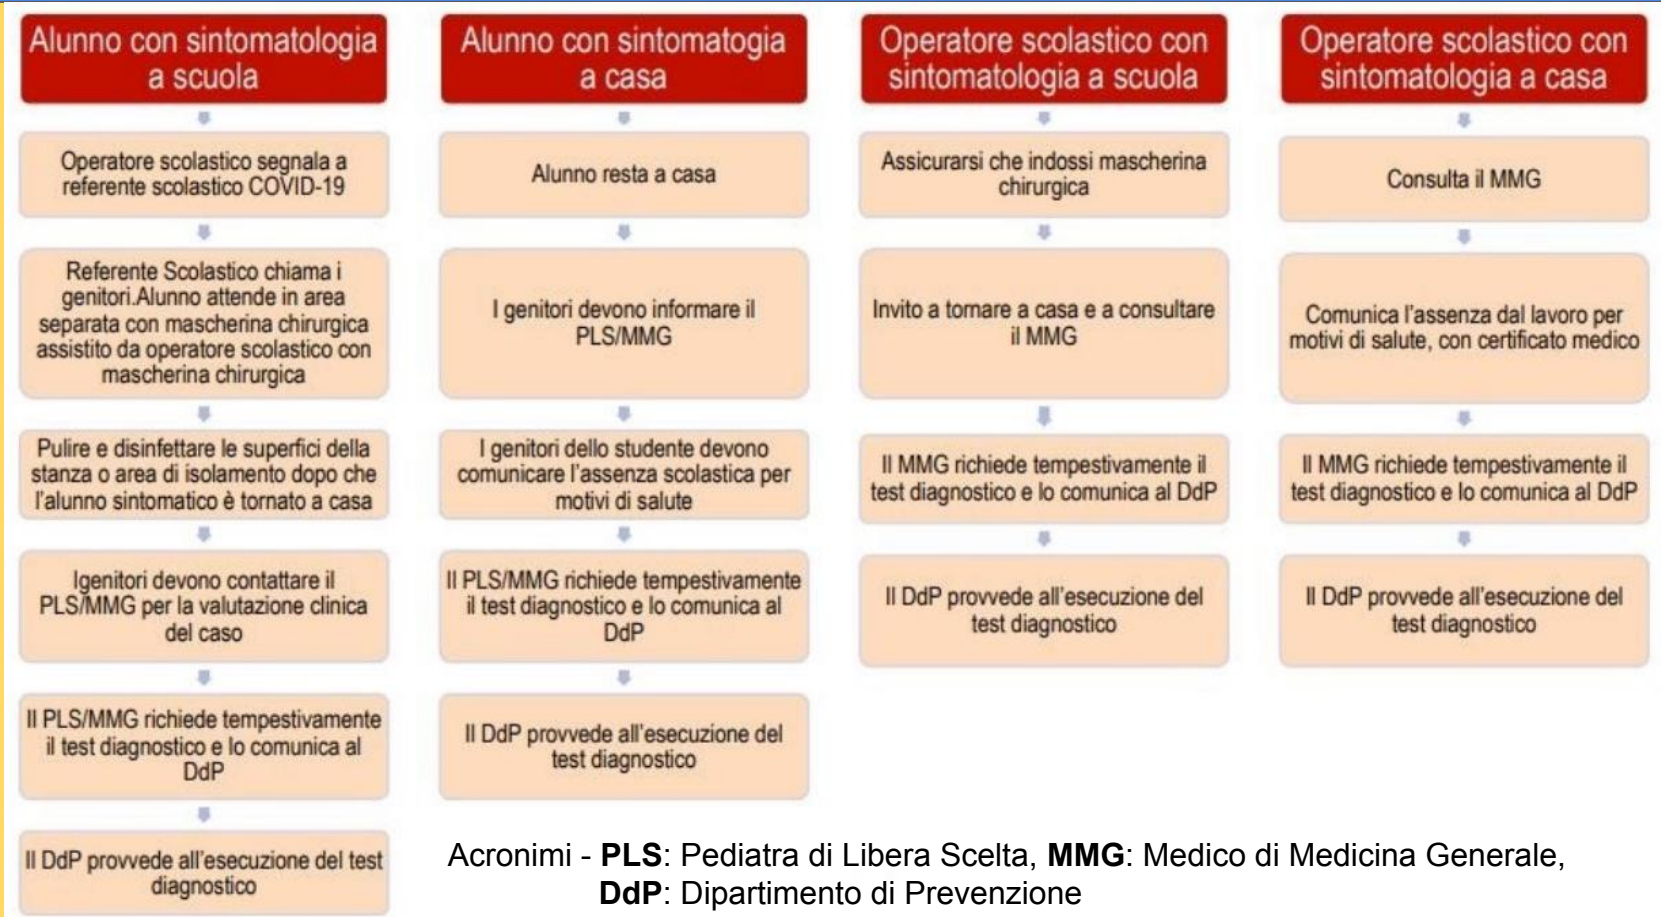 Alunno con sintomatologia
a scuola
Operatore scolastico segnala a
referente scolastico COVID-19
Referente Scolastico chiama i
genitori.Alunno attende in area
separata con mascherina chirurgica
assistito da operatore scolastico con
mascherina chirurgica
Pulire e disinfettare le superfici della
stanza o area di isolamento dopo che
l'alunno sintomatico è tornato a casa
Igenitori devono contattare il
PLS/MMG per la valutazione clinica
del caso
Il PLS/MMG richiede tempestivamente
il test diagnostico e lo comunica al
DdP
Il DdP provvede all'esecuzione del test
diagnostico
Alunno con sintomatogia
a casa
Alunno resta a casa
I genitori devono informare il
PLS/MMG
I genitori dello studente devono
comunicare l'assenza scolastica per
motivi di salute
Il PLS/MMG richiede tempestivamente
il test diagnostico e lo comunica al
DdP
Il DdP provvede all'esecuzione del
test diagnostico
Operatore scolastico con
sintomatologia a scuola
Assicurarsi che indossi mascherina
chirurgica
Invito a tornare a casa e a consultare
il MMG
Il MMG richiede tempestivamente il
test diagnostico e lo comunica al DdP
Il DdP provvede all'esecuzione del
test diagnostico
Operatore scolastico con
sintomatologia a casa
Consulta il MMG
Comunica l'assenza dal lavoro per
motivi di salute, con certificato medico
Il MMG richiede tempestivamente il
test diagnostico e lo comunica al DdP
Il DdP provvede all'esecuzione del
test diagnostico
Acronimi - PLS: Pediatra di Libera Scelta, MMG: Medico di Medicina Generale,
DdP: Dipartimento di Prevenzione